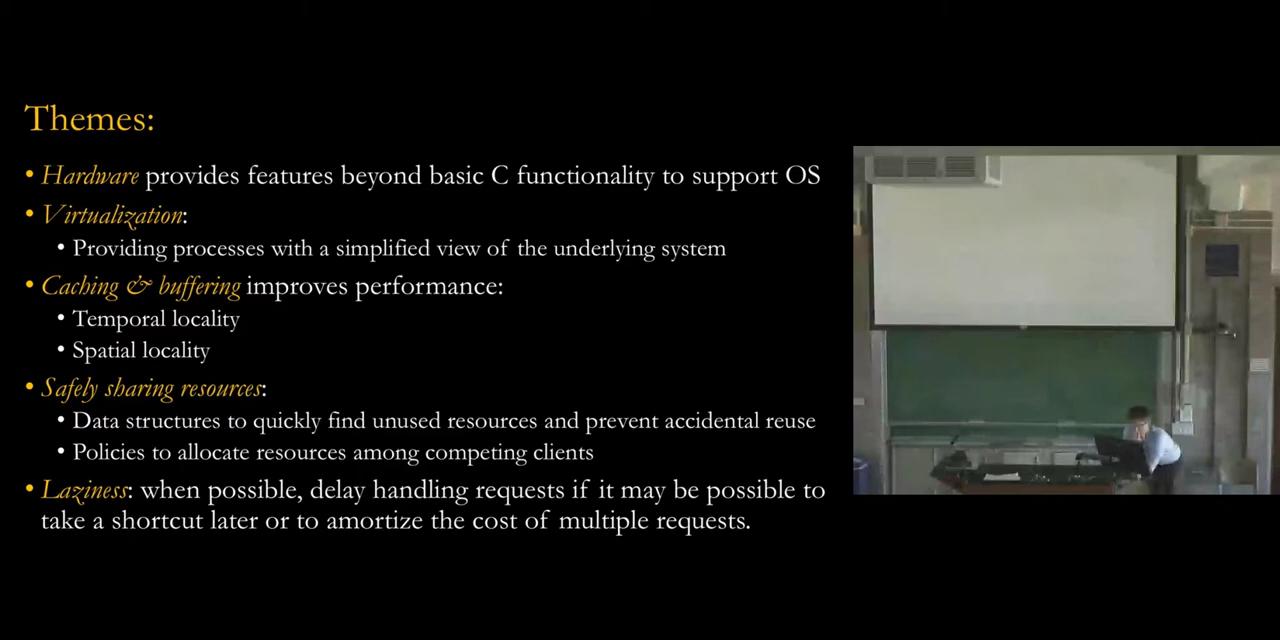 Themes:
• Hardware provides features beyond basic C functionality to support OS
• Virtualization:
• Providing processes with a simplified view of the underlying system
• Caching & buffering improves performance:
• Temporal locality
• Spatial locality
• Safely sharing resources:
• Data structures to quickly find unused resources and prevent accidental reuse
• Policies to allocate resources among competing clients
• Laziness: when possible, delay handling requests if it may be possible to
take a shortcut later or to amortize the cost of multiple requests.